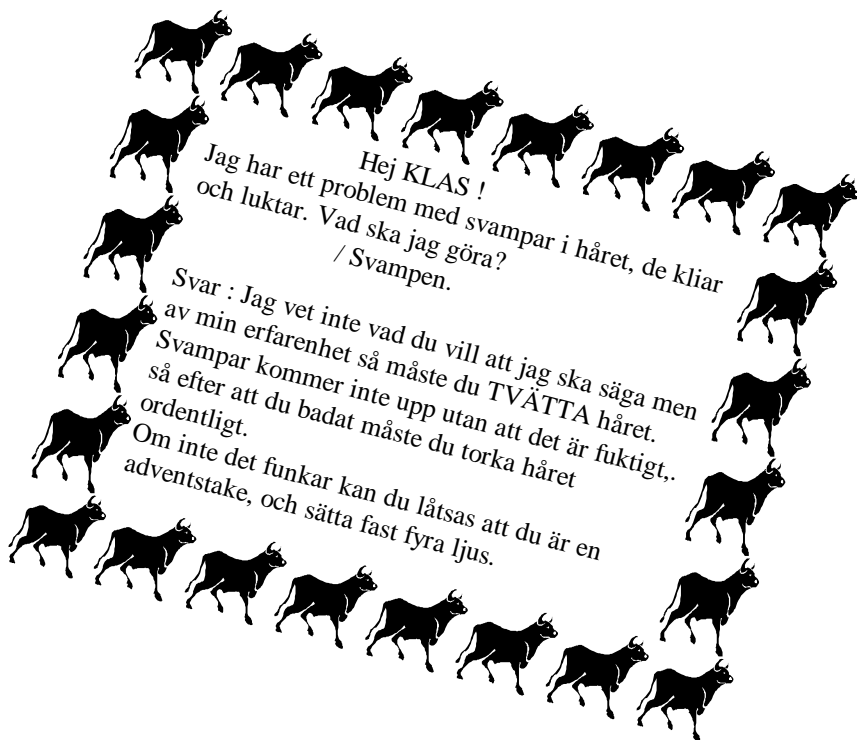 Hej KLAS !
Jag har ett problem med svampar i håret, de kliar
och luktar. Vad ska jag göra?
/ Svampen.
Svar : Jag vet inte vad du vill att jag ska säga men
av min erfarenhet så måste du TVÄTTA håret.
Svampar kommer inte upp utan att det är fuktigt,.
så efter att du badat måste du torka håret
ordentligt.
Om inte det funkar kan du låtsas att du är en
adventstake, och sätta fast fyra ljus.